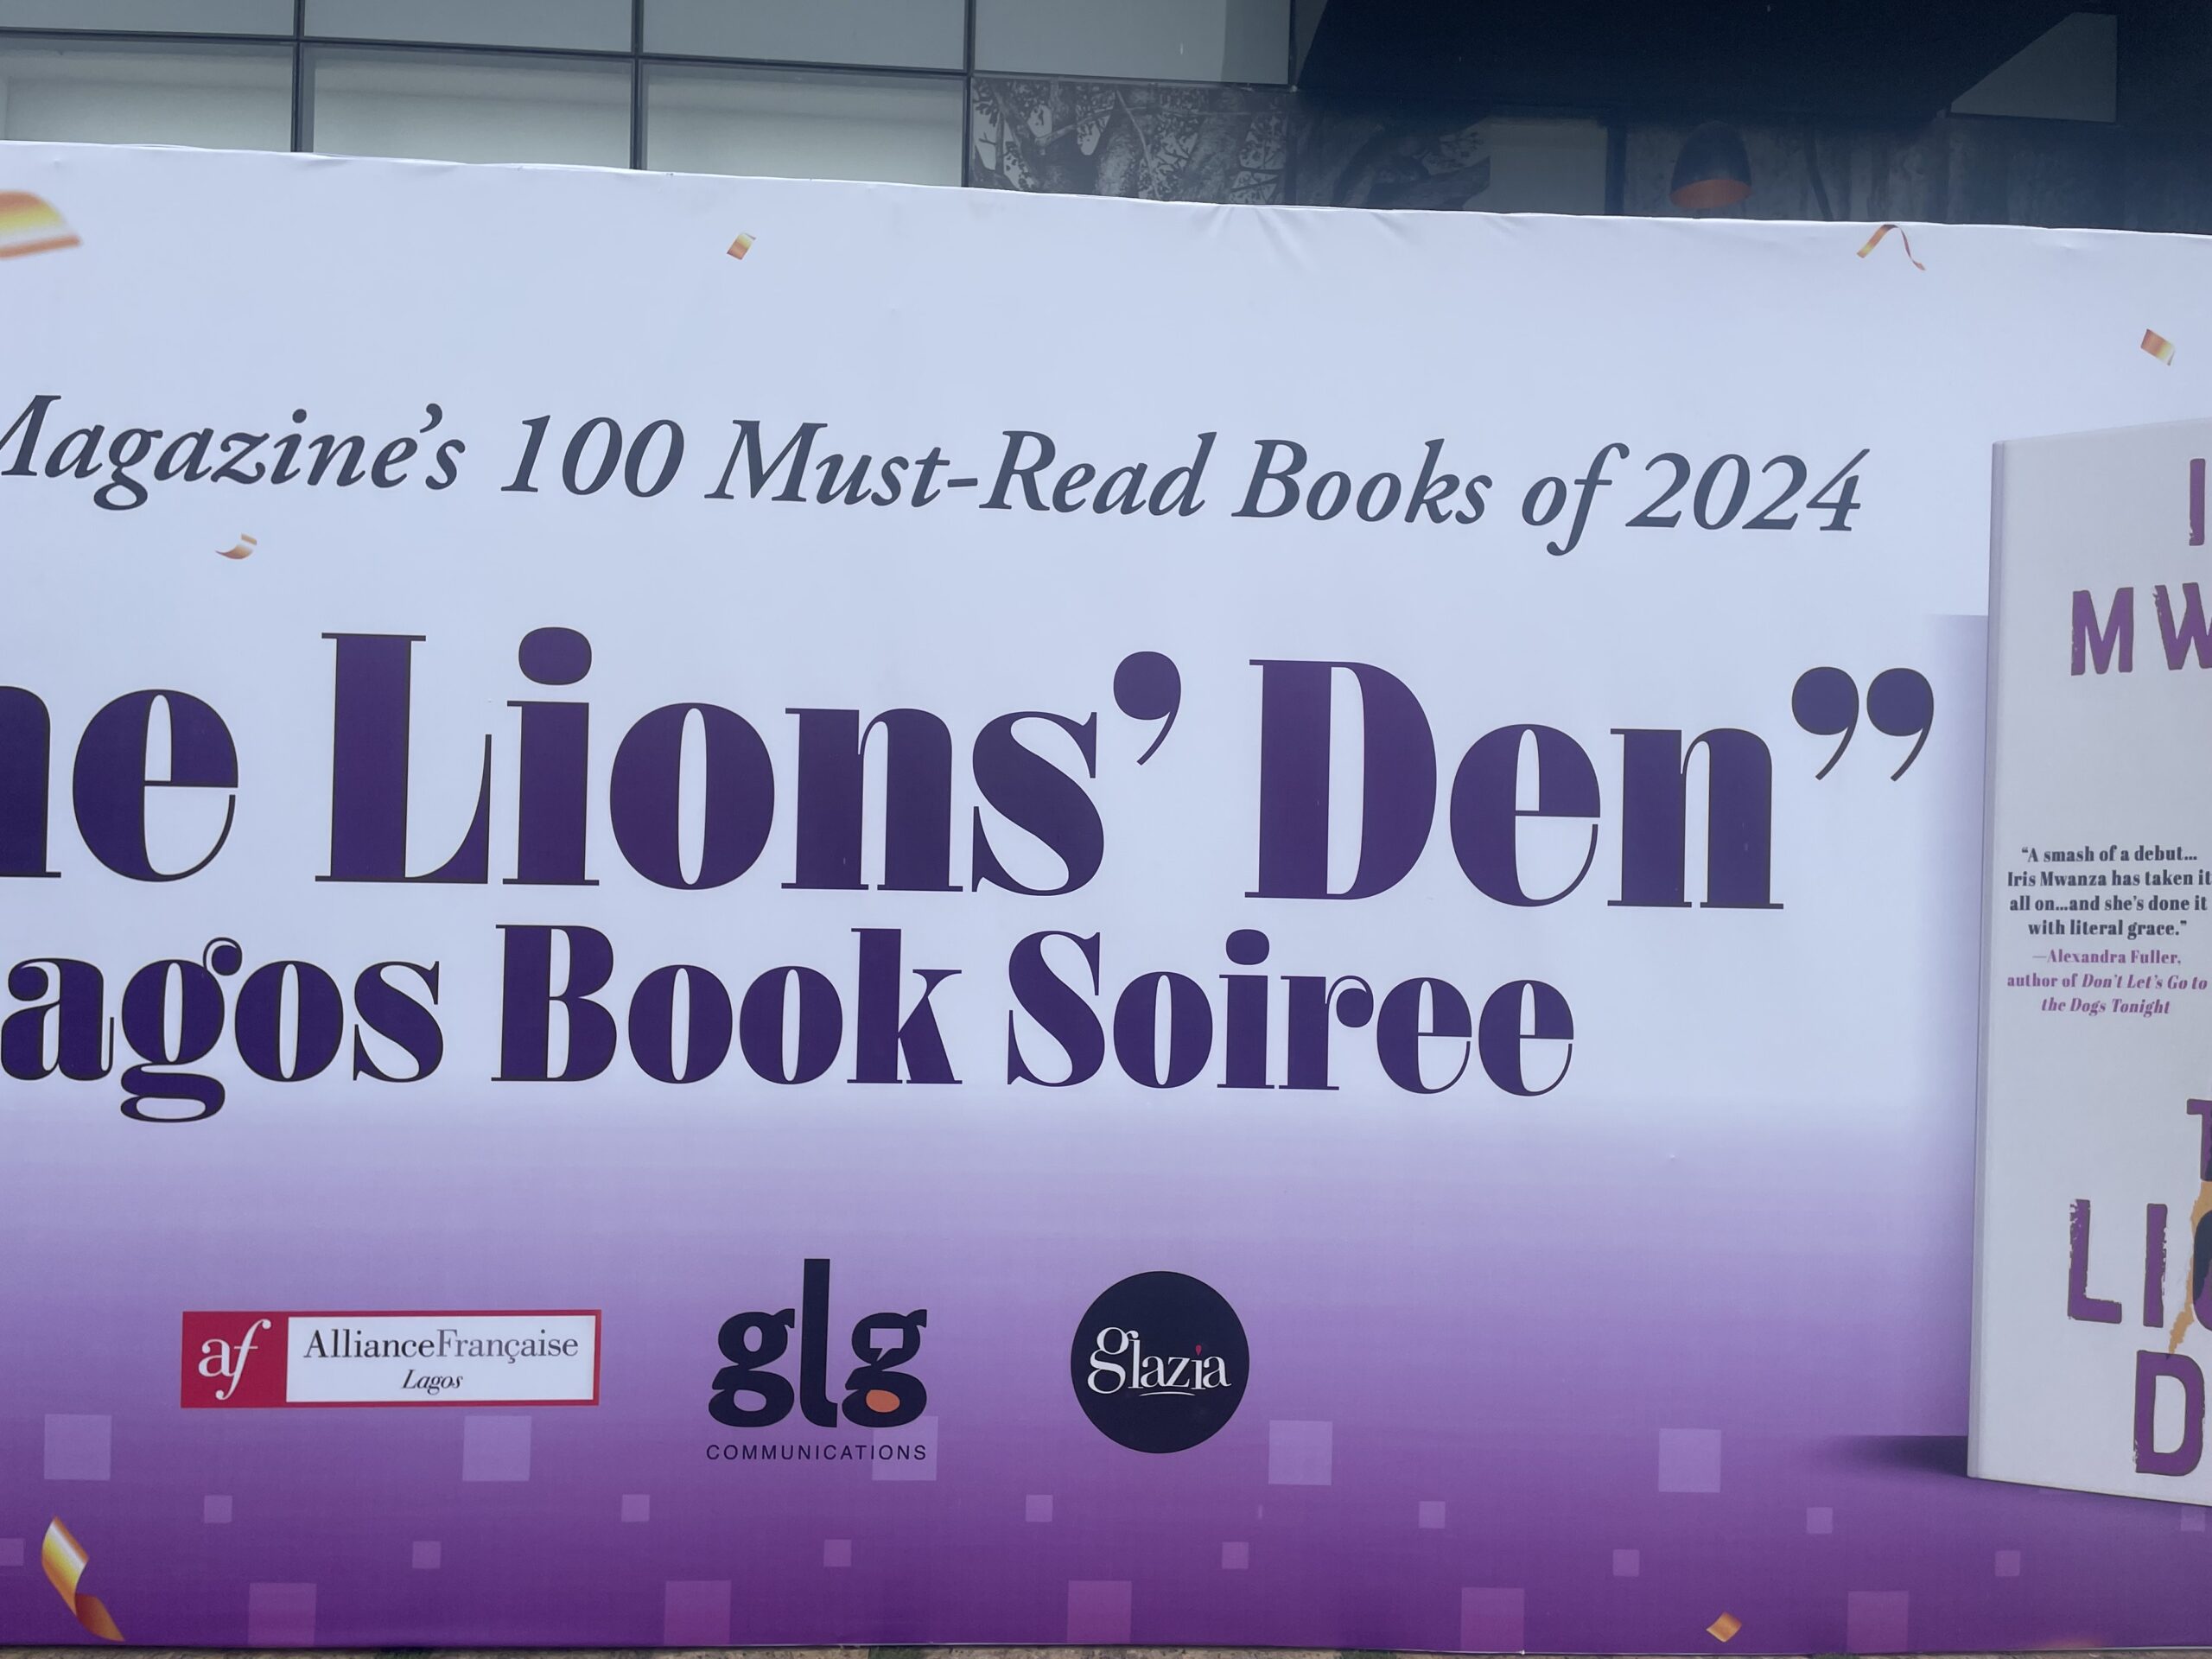 Magazine's 100 Must-Read Books of 2024
he Lions' Den”
agos Book Soiree
af AllianceFrançaise
Lagos
glg
COMMUNICATIONS
glazia
I
MW
“A smash of a debut...
Iris Mwanza has taken it
all on...and she's done it
with literal grace.”
—Alexandra Fuller,
author of Don't Let's Go to
the Dogs Tonight
T
LIO
D